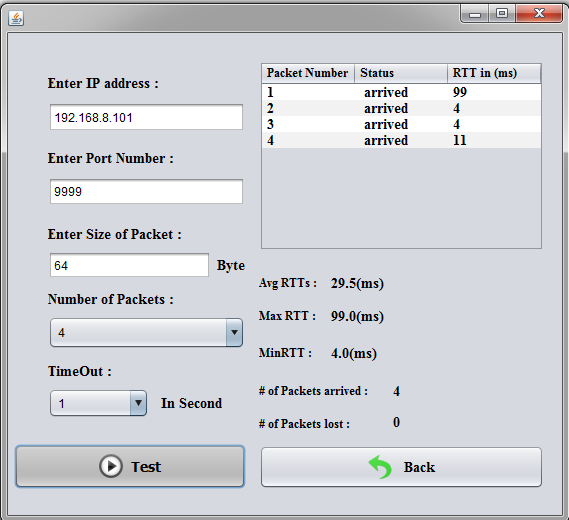 Enter IP address :
192.168.8.101
Enter Port Number :
9999
Enter Size of Packet :
64 Byte
Number of Packets :
4
TimeOut :
1 In Second
Test
Packet Number Status RTT in (ms)
1 arrived 99
2 arrived 4
3 arrived 4
4 arrived 11
Avg RTTs : 29.5(ms)
Max RTT : 99.0(ms)
MinRTT : 4.0(ms)
# of Packets arrived : 4
# of Packets lost : 0
Back